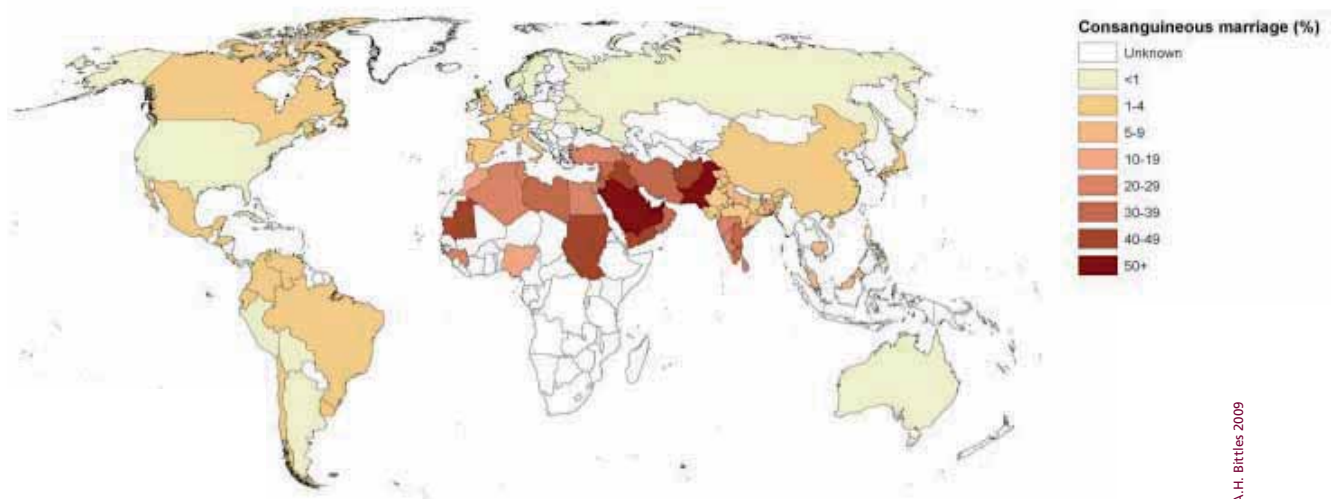 Consanguineous marriage (%)
Unknown
<1
1-4
5-9
10-19
20-29
30-39
40-49
50+
A.H. Bittles 2009